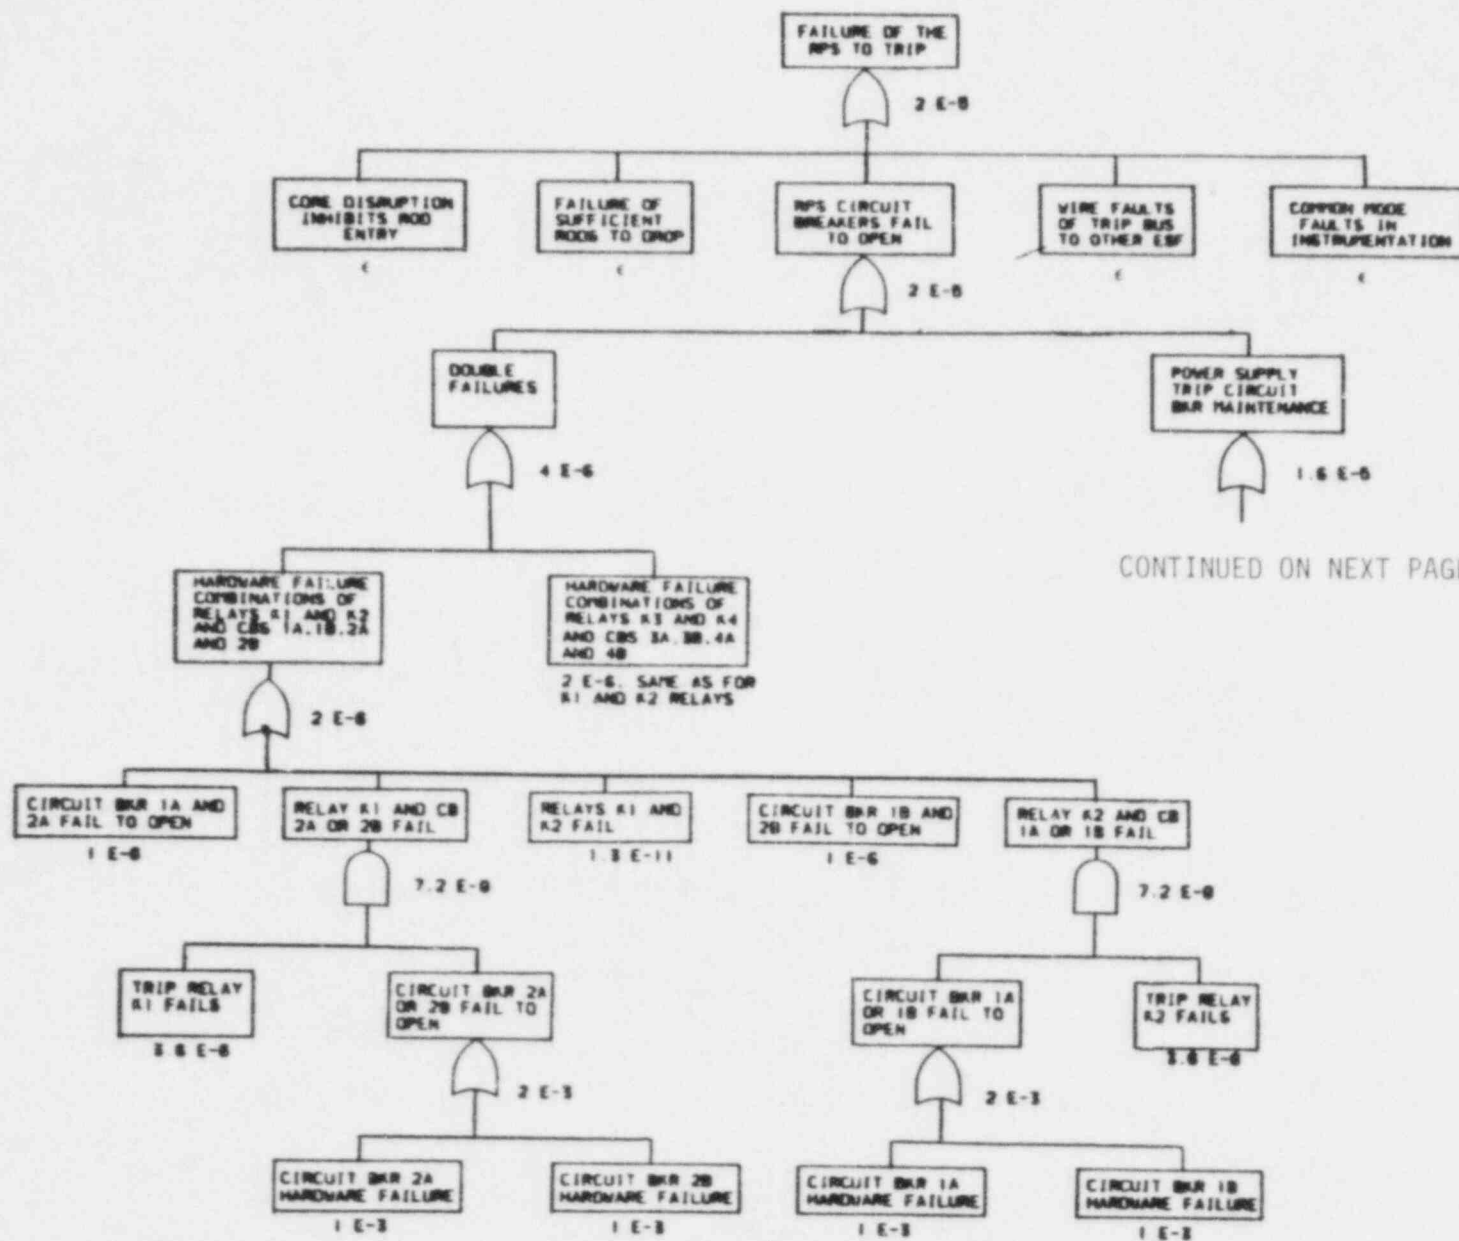 FAILURE OF THE
RPS TO TRIP
2 E-5
CORE DISRUPTION
INHIBITS ROD
ENTRY
ϵ
FAILURE OF
SUFFICIENT
RODS TO DROP
ϵ
RPS CIRCUIT
BREAKERS FAIL
TO OPEN
2 E-5
WIRE FAULTS
OF TRIP BUS
TO OTHER ESF
ϵ
COMMON MODE
FAULTS IN
INSTRUMENTATION
ϵ
DOUBLE
FAILURES
4 E-6
POWER SUPPLY
TRIP CIRCUIT
BKR MAINTENANCE
1.6 E-5
CONTINUED ON NEXT PAGE
HARDWARE FAILURE
COMBINATIONS OF
RELAYS K1 AND K2
AND CBS 1A.1B.2A
AND 2B
2 E-6
HARDWARE FAILURE
COMBINATIONS OF
RELAYS K3 AND K4
AND CBS 3A.3B.4A
AND 4B
2 E-6. SAME AS FOR
K1 AND K2 RELAYS
CIRCUIT BKR 1A AND
2A FAIL TO OPEN
1 E-6
RELAY K1 AND CB
2A OR 2B FAIL
7.2 E-9
RELAYS K1 AND
K2 FAIL
1.3 E-11
CIRCUIT BKR 1B AND
2B FAIL TO OPEN
1 E-6
RELAY K2 AND CB
1A OR 1B FAIL
7.2 E-9
TRIP RELAY
K1 FAILS
3.6 E-6
CIRCUIT BKR 2A
OR 2B FAIL TO
OPEN
2 E-3
CIRCUIT BKR 1A
OR 1B FAIL TO
OPEN
2 E-3
TRIP RELAY
K2 FAILS
3.6 E-6
CIRCUIT BKR 2A
HARDWARE FAILURE
1 E-3
CIRCUIT BKR 2B
HARDWARE FAILURE
1 E-3
CIRCUIT BKR 1A
HARDWARE FAILURE
1 E-3
CIRCUIT BKR 1B
HARDWARE FAILURE
1 E-3